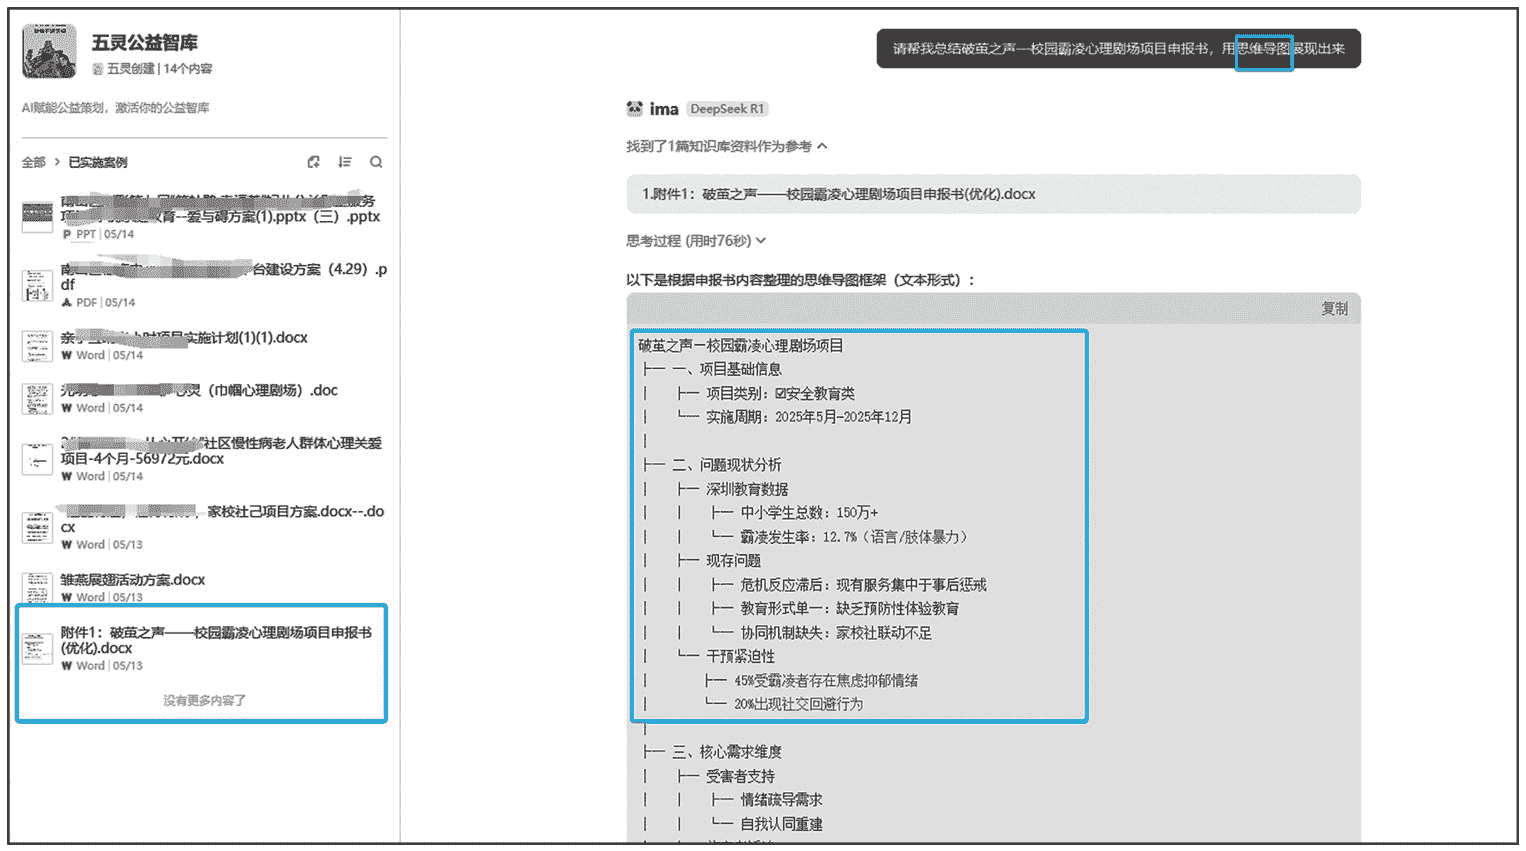 五灵公益智库
五灵创建 | 14个内容
AI赋能公益策划，激活你的公益智库
全部 > 已实施案例
服务
教育--爱与碍方案(1).pptx（三）.pptx
PPT | 05/14
台建设方案（4.29）.p
df
PDF | 05/14
实施计划(1)(1).docx
Word | 05/14
（巾帼心理剧场）.doc
Word | 05/14
社区慢性病老人群体心理关爱
项目-4个月-56972元.docx
Word | 05/14
家校社己项目方案.docx--.do
cx
Word | 05/13
雏燕展翅活动方案.docx
Word | 05/13
附件1：破茧之声——校园霸凌心理剧场项目申报书
(优化).docx
Word | 05/13
没有更多内容了
请帮我总结破茧之声—校园霸凌心理剧场项目申报书，用思维导图展现出来
ima DeepSeek R1
找到了1篇知识库资料作为参考
1.附件1：破茧之声——校园霸凌心理剧场项目申报书(优化).docx
思考过程 (用时76秒)
以下是根据申报书内容整理的思维导图框架（文本形式）：
复制
破茧之声—校园霸凌心理剧场项目
├── 一、项目基础信息
│ ├── 项目类别：☑安全教育类
│ └── 实施周期：2025年5月-2025年12月
│
├── 二、问题现状分析
│ ├── 深圳教育数据
│ │ ├── 中小学生总数：150万+
│ │ └── 霸凌发生率：12.7%（语言/肢体暴力）
│ ├── 现存问题
│ │ ├── 危机反应滞后：现有服务集中于事后惩戒
│ │ ├── 教育形式单一：缺乏预防性体验教育
│ │ └── 协同机制缺失：家校社联动不足
│ └── 干预紧迫性
│ ├── 45%受霸凌者存在焦虑抑郁情绪
│ └── 20%出现社交回避行为
│
├── 三、核心需求维度
│ ├── 受害者支持
│ │ ├── 情绪疏导需求
│ │ └── 自我认同重建